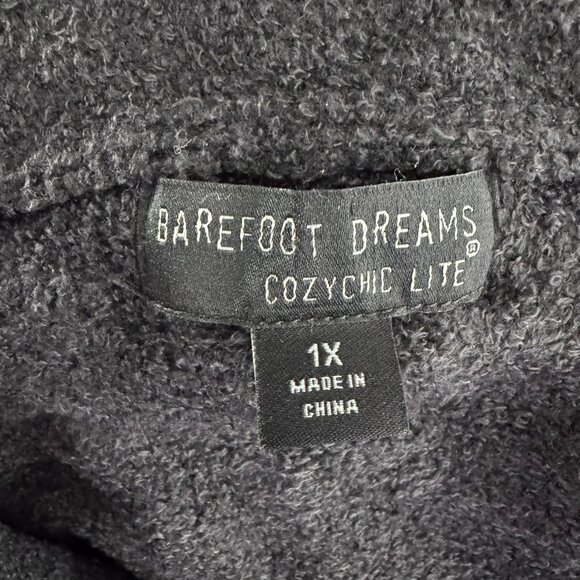 BAREFOOT DREAMS
COZYCHIC LITE®
1X
MADE IN
CHINA